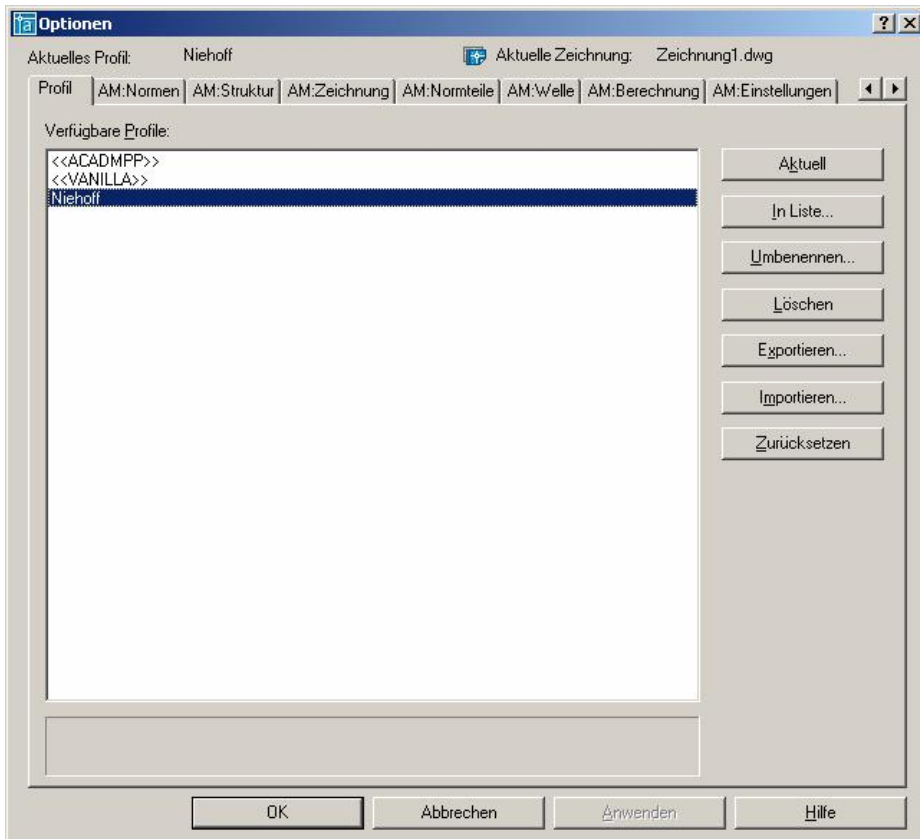 Optionen
Aktuelles Profil: Niehoff Aktuelle Zeichnung: Zeichnung1.dwg
Profil AM:Normen AM:Struktur AM:Zeichnung AM:Normteile AM:Welle AM:Berechnung AM:Einstellungen
Verfügbare Profile:
<<ACADMPP>>
<<VANILLA>>
Niehoff
Aktuell
In Liste...
Umbenennen...
Löschen
Exportieren...
Importieren...
Zurücksetzen
OK Abbrechen Anwenden Hilfe